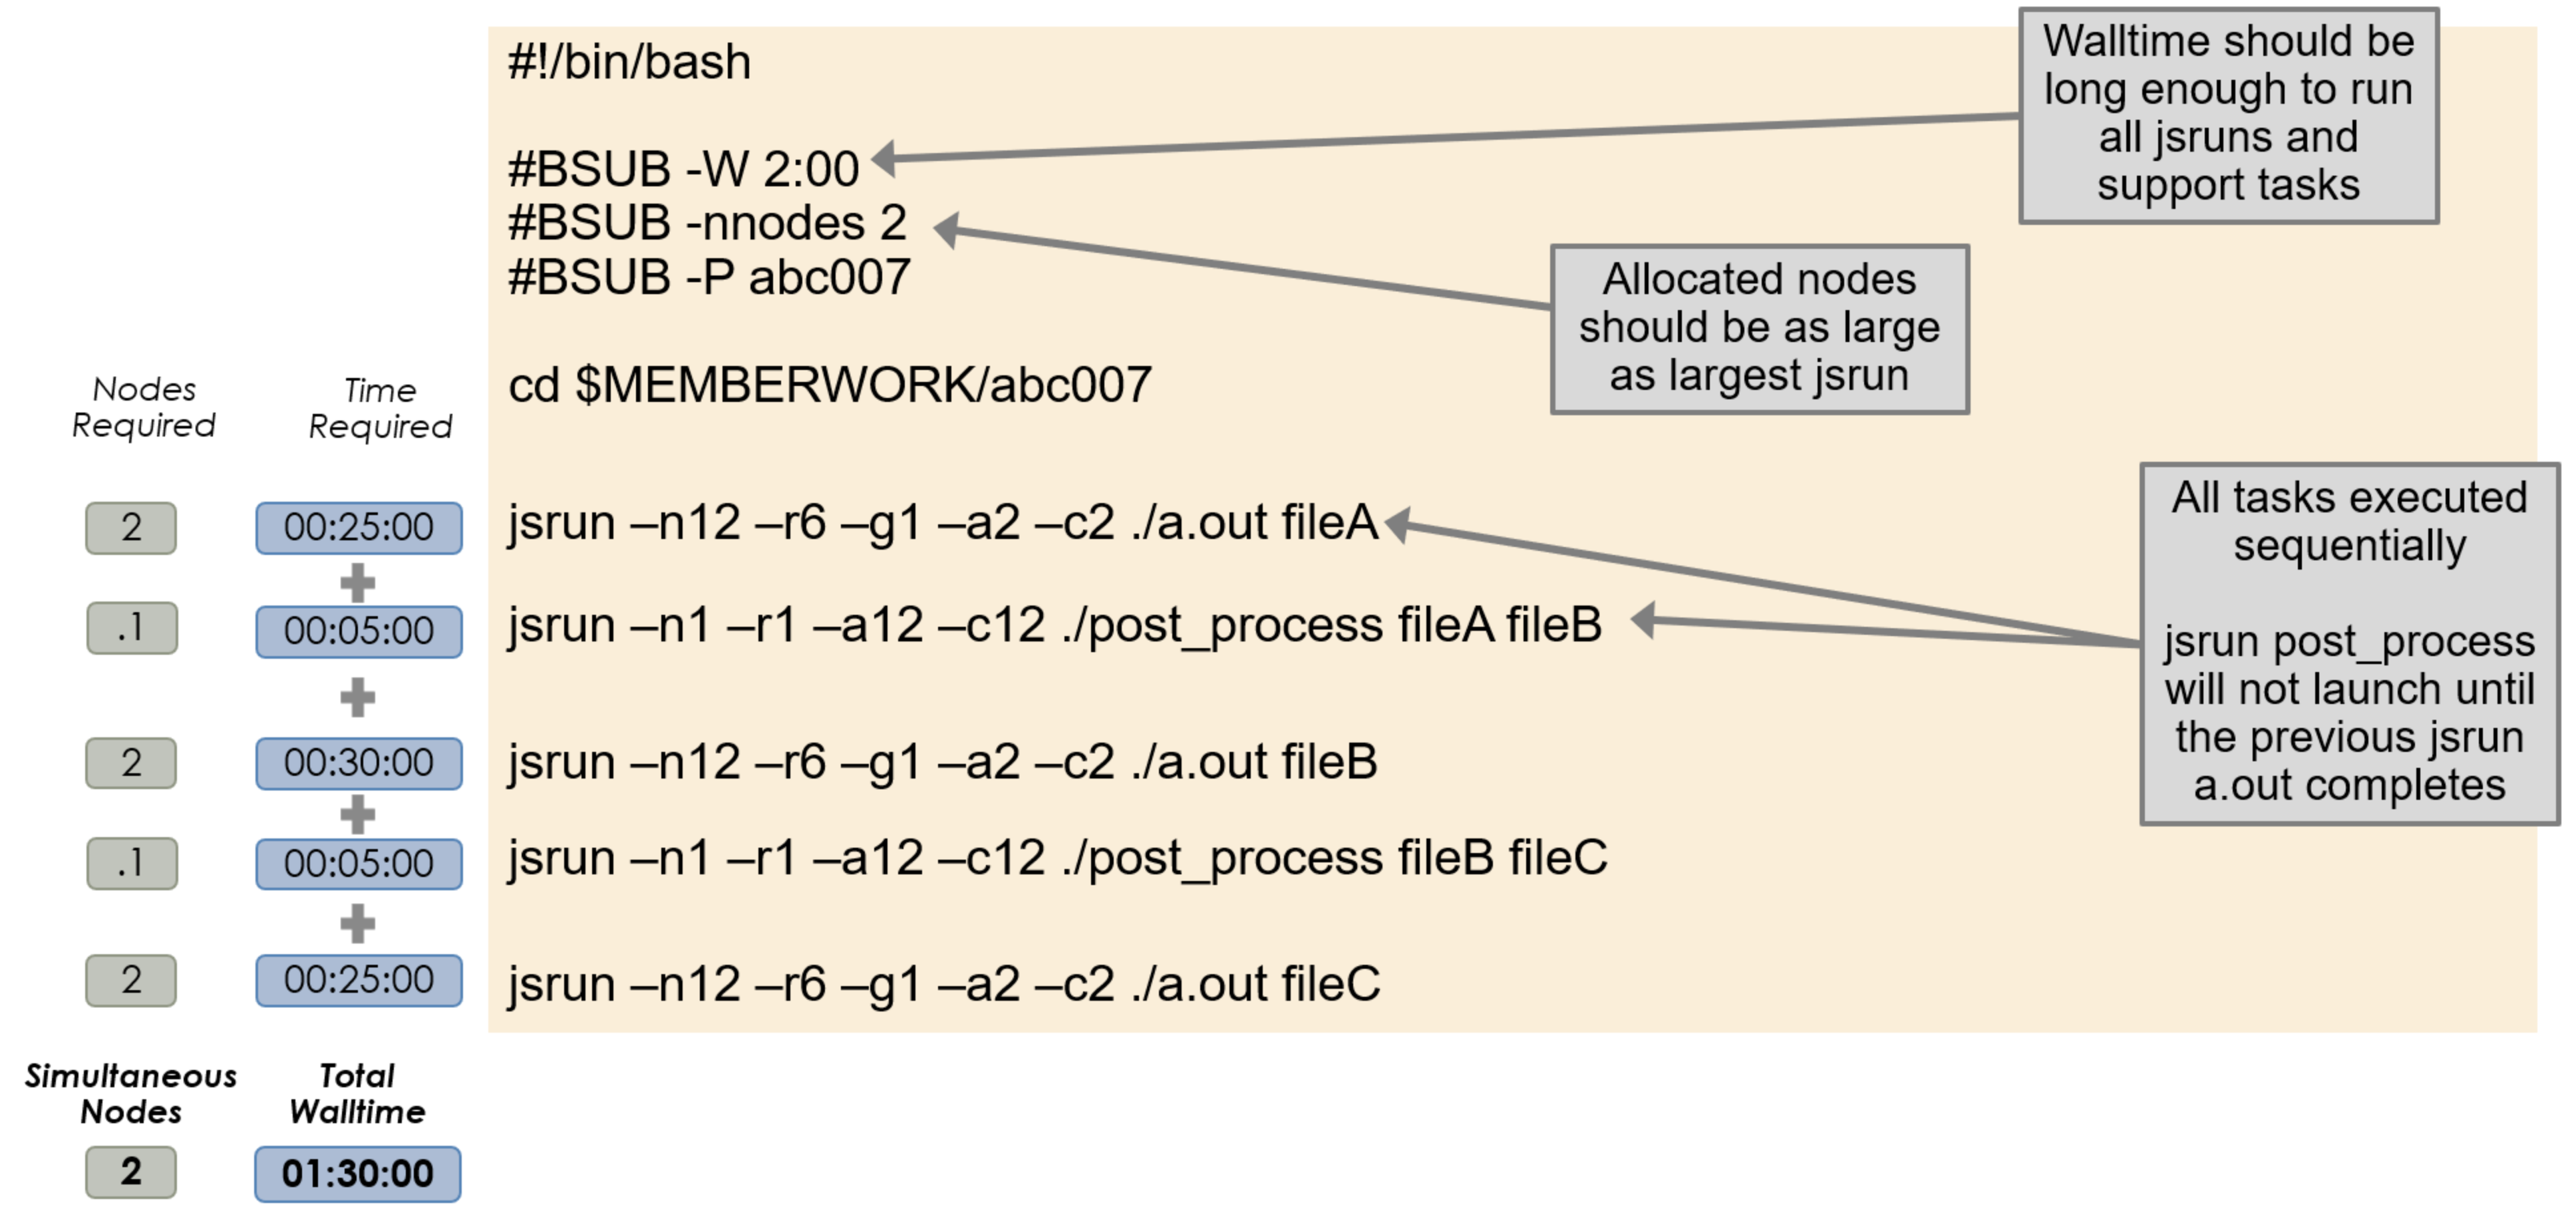 #!/bin/bash
#BSUB -W 2:00
#BSUB -nnodes 2
#BSUB -P abc007
cd $MEMBERWORK/abc007
Walltime should be
long enough to run
all jsruns and
support tasks
Allocated nodes
should be as large
as largest jsrun
Nodes
Required
Time
Required
2
00:25:00
jsrun –n12 –r6 –g1 –a2 –c2 ./a.out fileA
.1
00:05:00
jsrun –n1 –r1 –a12 –c12 ./post_process fileA fileB
2
00:30:00
jsrun –n12 –r6 –g1 –a2 –c2 ./a.out fileB
.1
00:05:00
jsrun –n1 –r1 –a12 –c12 ./post_process fileB fileC
2
00:25:00
jsrun –n12 –r6 –g1 –a2 –c2 ./a.out fileC
All tasks executed
sequentially
jsrun post_process
will not launch until
the previous jsrun
a.out completes
Simultaneous
Nodes
Total
Walltime
2
01:30:00